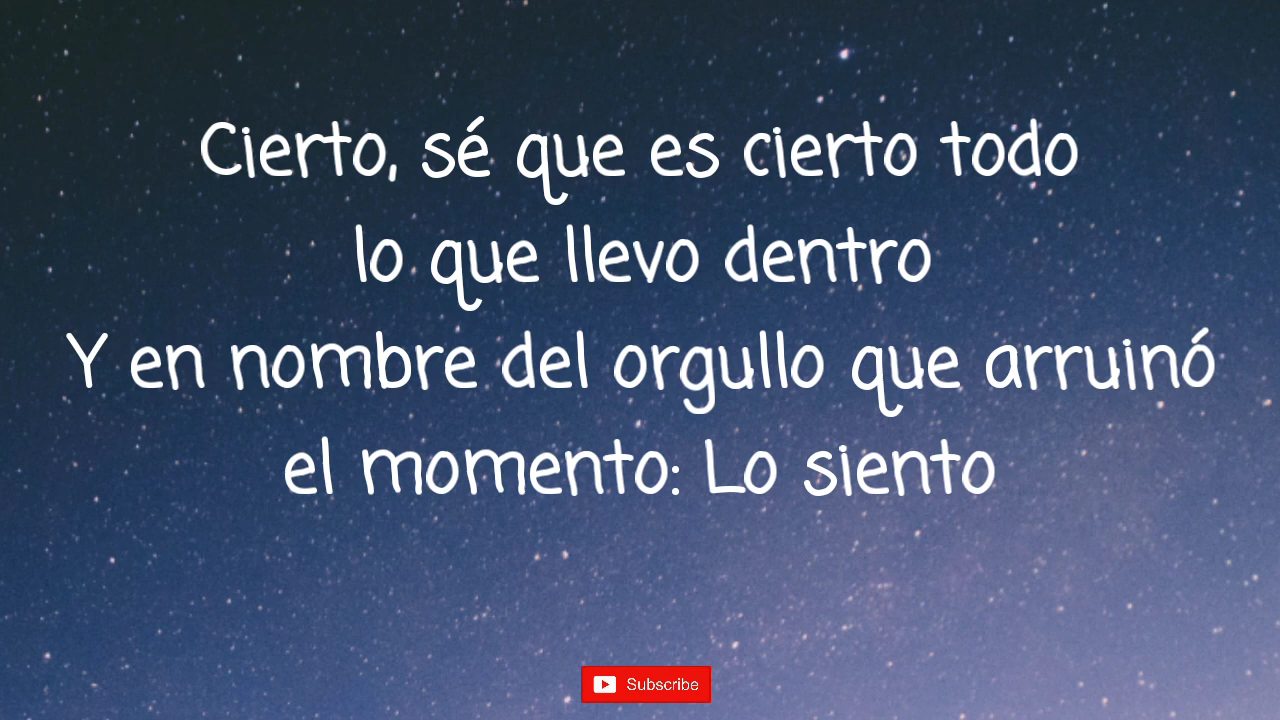 Cierto, sé que es cierto todo
lo que llevo dentro
Y en nombre del orgullo que arruinó
el momento: Lo siento
Subscribe